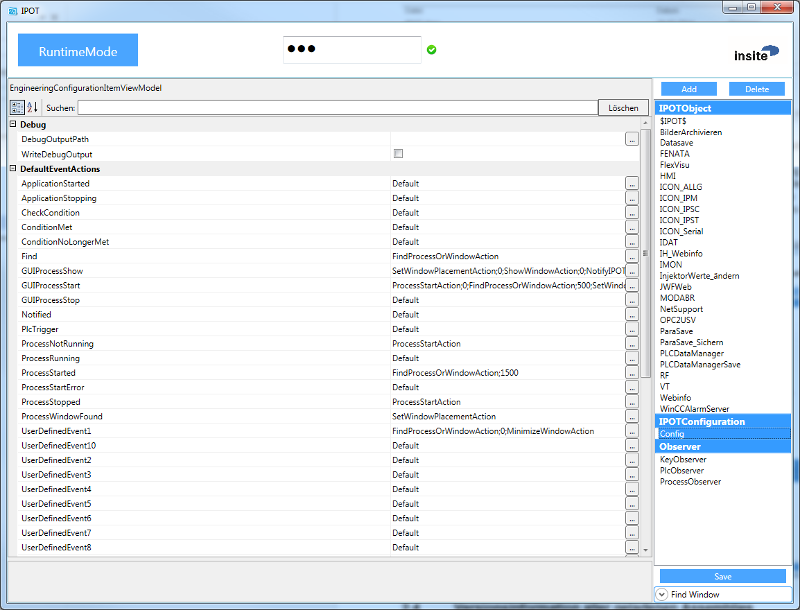 IPOT
RuntimeMode
●●●
insite
EngineeringConfigurationItemViewModel
Suchen:
Löschen
Debug
DebugOutputPath
...
WriteDebugOutput
DefaultEventActions
ApplicationStarted Default ...
ApplicationStopping Default ...
CheckCondition Default ...
ConditionMet Default ...
ConditionNoLongerMet Default ...
Find FindProcessOrWindowAction ...
GUIProcessShow SetWindowPlacementAction;0;ShowWindowAction;0;NotifyIPOT ...
GUIProcessStart ProcessStartAction;0;FindProcessOrWindowAction;500;SetWind ...
GUIProcessStop Default ...
Notified Default ...
PlcTrigger Default ...
ProcessNotRunning ProcessStartAction ...
ProcessRunning Default ...
ProcessStarted FindProcessOrWindowAction;1500 ...
ProcessStartError Default ...
ProcessStopped ProcessStartAction ...
ProcessWindowFound SetWindowPlacementAction ...
UserDefinedEvent1 FindProcessOrWindowAction;0;MinimizeWindowAction ...
UserDefinedEvent10 Default ...
UserDefinedEvent2 Default ...
UserDefinedEvent3 Default ...
UserDefinedEvent4 Default ...
UserDefinedEvent5 Default ...
UserDefinedEvent6 Default ...
UserDefinedEvent7 Default ...
UserDefinedEvent8 Default ...
Add
Delete
IPOTObject
$IPOT$
BilderArchivieren
Datasave
FENATA
FlexVisu
HMI
ICON_ALLG
ICON_IPM
ICON_IPSC
ICON_IPST
ICON_Serial
IDAT
IH_Webinfo
IMON
InjektorWerte_ändern
JWFWeb
MODABR
NetSupport
OPC2USV
ParaSave
ParaSave_Sichern
PLCDataManager
PLCDataManagerSave
RF
VT
Webinfo
WinCCAlarmServer
IPOTConfiguration
Config
Observer
KeyObserver
PlcObserver
ProcessObserver
Save
Find Window